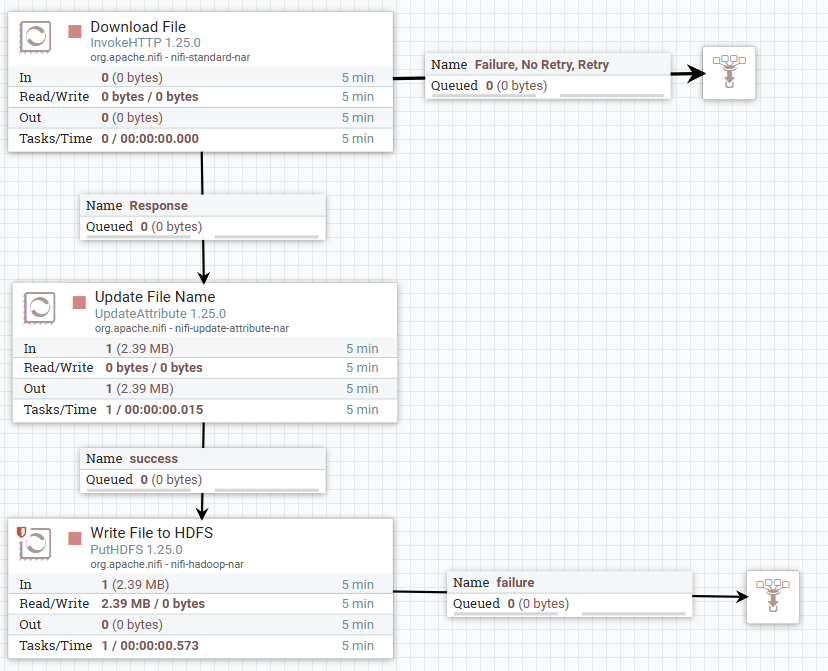 Download File
InvokeHTTP 1.25.0
org.apache.nifi - nifi-standard-nar
In 0 (0 bytes) 5 min
Read/Write 0 bytes / 0 bytes 5 min
Out 0 (0 bytes) 5 min
Tasks/Time 0 / 00:00:00.000 5 min
Name Failure, No Retry, Retry
Queued 0 (0 bytes)
Name Response
Queued 0 (0 bytes)
Update File Name
UpdateAttribute 1.25.0
org.apache.nifi - nifi-update-attribute-nar
In 1 (2.39 MB) 5 min
Read/Write 0 bytes / 0 bytes 5 min
Out 1 (2.39 MB) 5 min
Tasks/Time 1 / 00:00:00.015 5 min
Name success
Queued 0 (0 bytes)
Write File to HDFS
PutHDFS 1.25.0
org.apache.nifi - nifi-hadoop-nar
In 1 (2.39 MB) 5 min
Read/Write 2.39 MB / 0 bytes 5 min
Out 0 (0 bytes) 5 min
Tasks/Time 1 / 00:00:00.573 5 min
Name failure
Queued 0 (0 bytes)